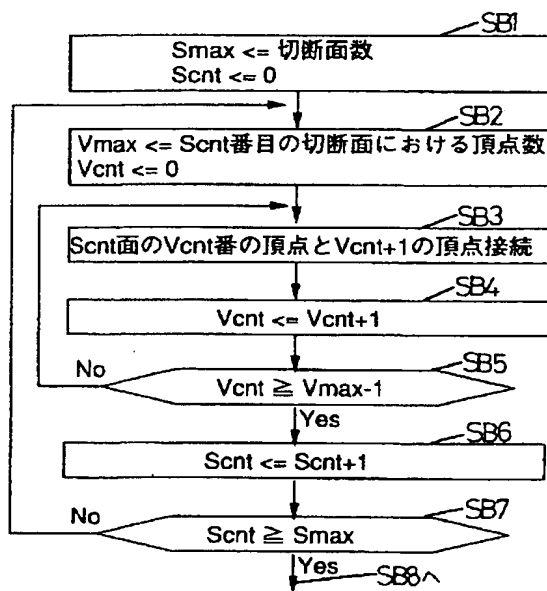 SB1
Smax <= 切断面数
Scnt <= 0
SB2
Vmax <= Scnt番目の切断面における頂点数
Vcnt <= 0
SB3
Scnt面のVcnt番の頂点とVcnt+1の頂点接続
SB4
Vcnt <= Vcnt+1
SB5
No
Vcnt ≧ Vmax-1
Yes
SB6
Scnt <= Scnt+1
SB7
No
Scnt ≧ Smax
Yes
SB8へ